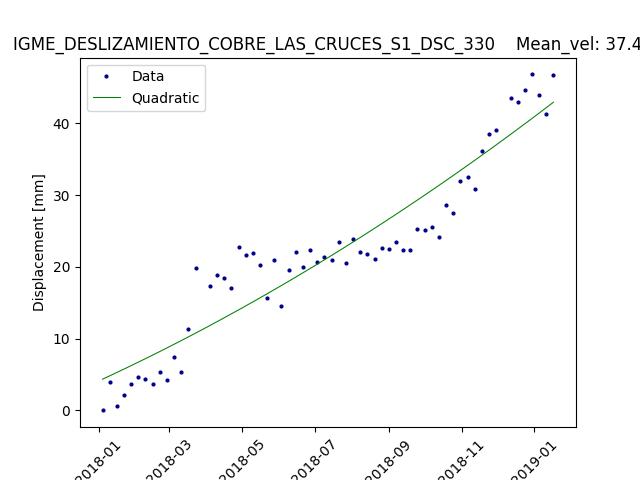 IGME_DESLIZAMIENTO_COBRE_LAS_CRUCES_S1_DSC_330 Mean_vel: 37.4
Data
Quadratic
Displacement [mm]
40
30
20
10
0
2018-01 2018-03 2018-05 2018-07 2018-09 2018-11 2019-01